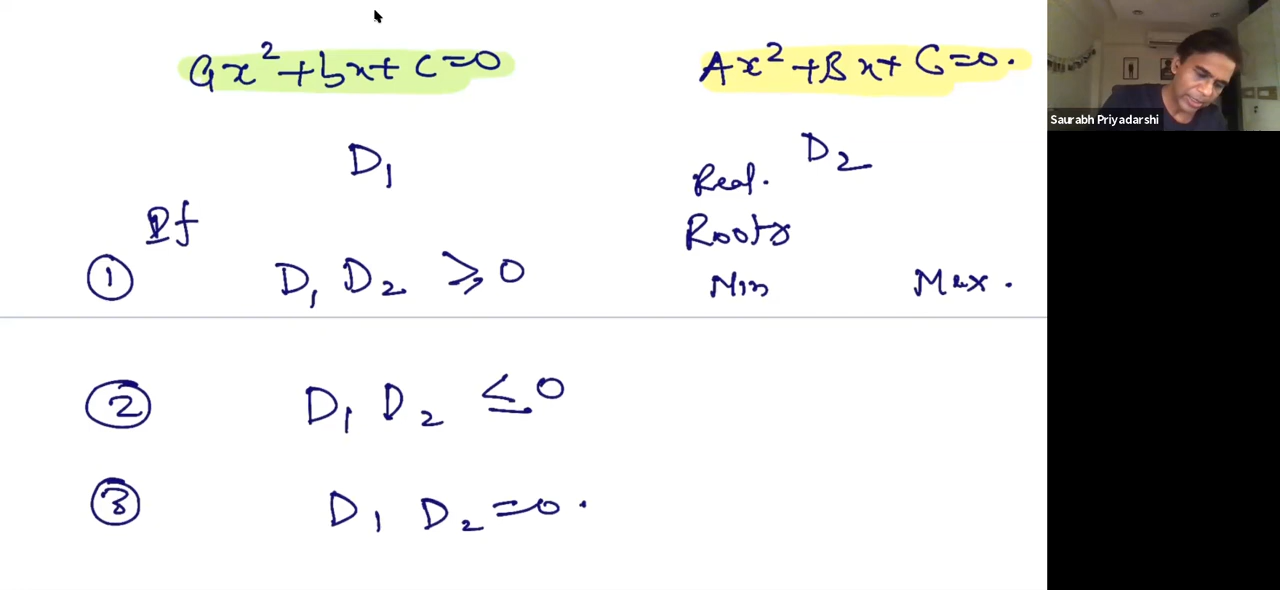 ax² + bx + c = 0
Ax² + Bx + C = 0.
Saurabh Priyadarshi
D₁
D₂
Real.
If
Roots
① D₁ D₂ ≥ 0
Min Max.
② D₁ D₂ ≤ 0
③ D₁ D₂ = 0.